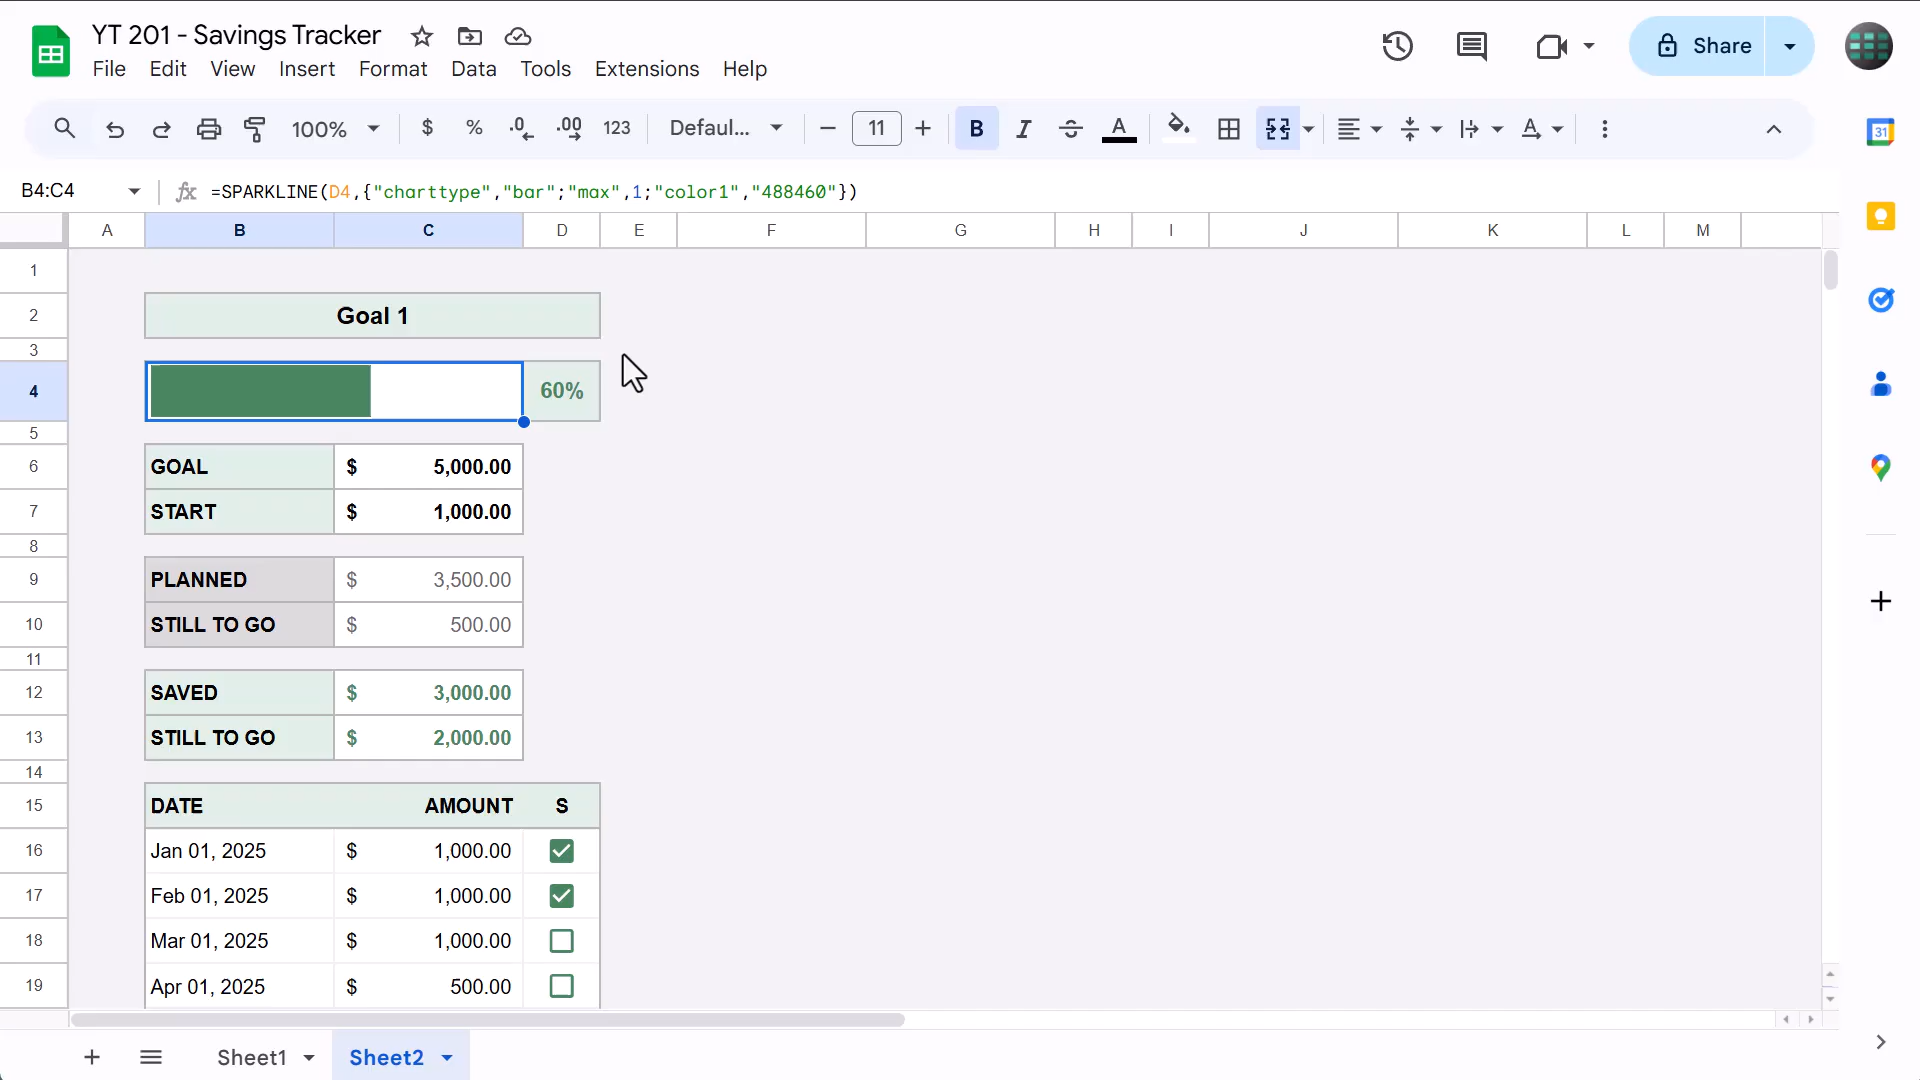 YT 201 - Savings Tracker
File Edit View Insert Format Data Tools Extensions Help
Share
100% $ % .0 .00 123 Defaul... 11 B I A
31
B4:C4 fx =SPARKLINE(D4,{"charttype","bar";"max",1;"color1","488460"})
A B C D E F G H I J K L M
1
2 Goal 1
3
4 60%
5
6 GOAL $ 5,000.00
7 START $ 1,000.00
8
9 PLANNED $ 3,500.00
10 STILL TO GO $ 500.00
11
12 SAVED $ 3,000.00
13 STILL TO GO $ 2,000.00
14
15 DATE AMOUNT S
16 Jan 01, 2025 $ 1,000.00
17 Feb 01, 2025 $ 1,000.00
18 Mar 01, 2025 $ 1,000.00
19 Apr 01, 2025 $ 500.00
Sheet1 Sheet2